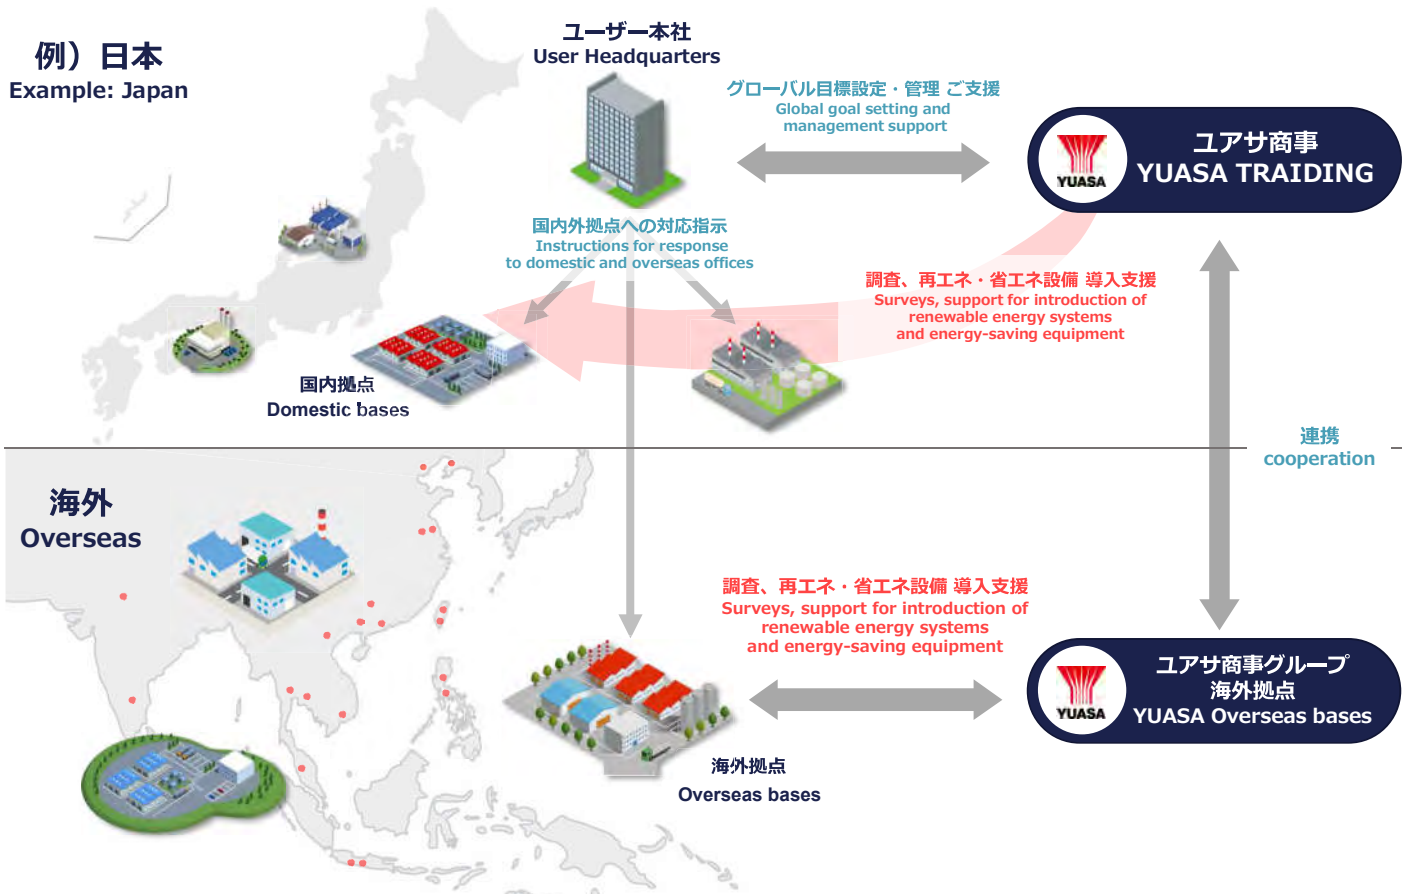 例）日本
Example: Japan
ユーザー本社
User Headquarters
グローバル目標設定・管理 ご支援
Global goal setting and
management support
YUASA
ユアサ商事
YUASA TRAIDING
国内外拠点への対応指示
Instructions for response
to domestic and overseas offices
調査、再エネ・省エネ設備 導入支援
Surveys, support for introduction of
renewable energy systems
and energy-saving equipment
国内拠点
Domestic bases
連携
cooperation
海外
Overseas
調査、再エネ・省エネ設備 導入支援
Surveys, support for introduction of
renewable energy systems
and energy-saving equipment
YUASA
ユアサ商事グループ
海外拠点
YUASA Overseas bases
海外拠点
Overseas bases